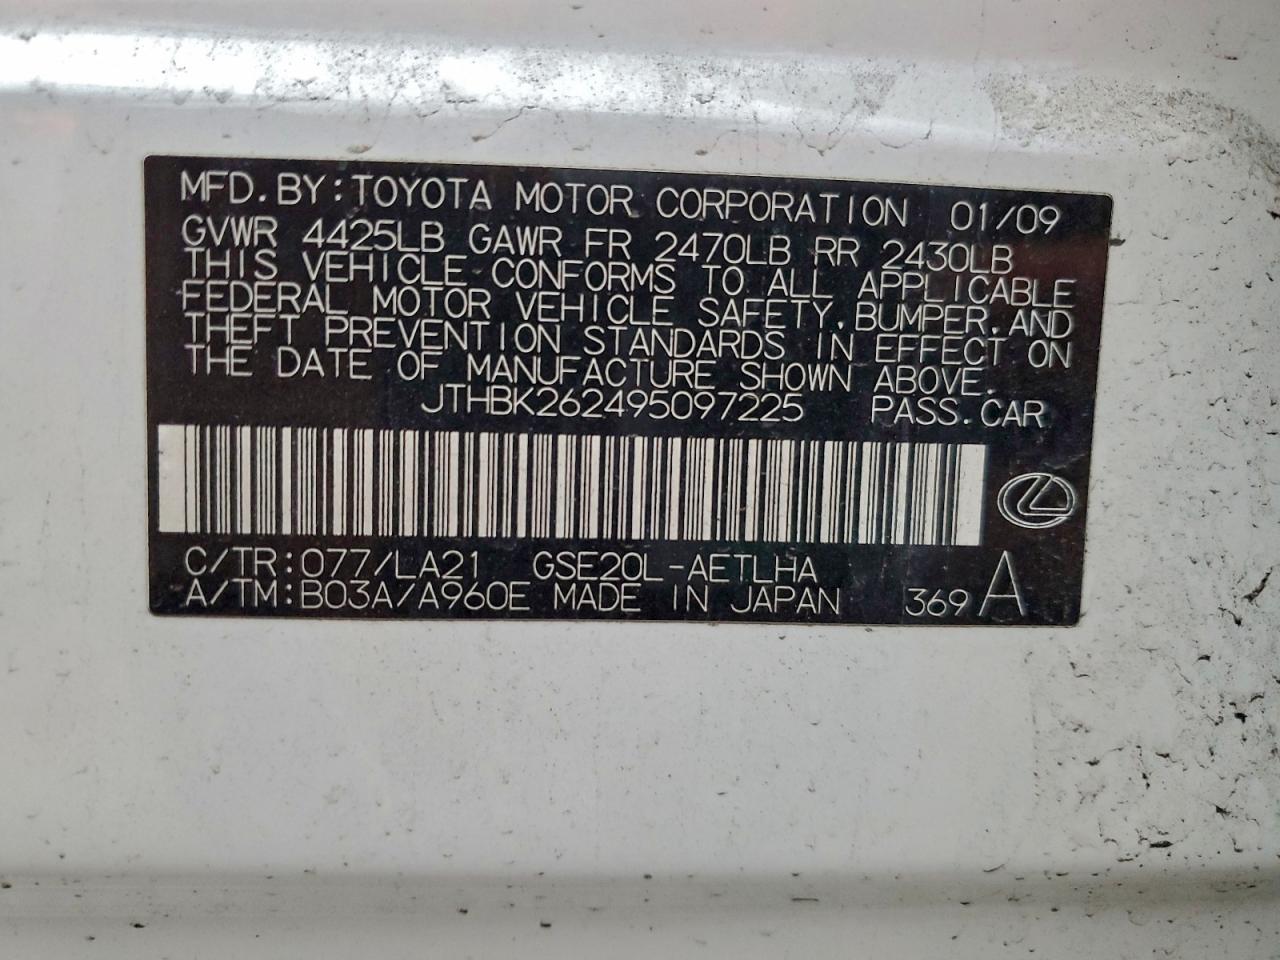 MFD. BY: TOYOTA MOTOR CORPORATION 01/09
GVWR 4425LB GAWR FR 2470LB RR 2430LB
THIS VEHICLE CONFORMS TO ALL APPLICABLE
FEDERAL MOTOR VEHICLE SAFETY, BUMPER, AND
THEFT PREVENTION STANDARDS IN EFFECT ON
THE DATE OF MANUFACTURE SHOWN ABOVE.
JTHBK262495097225 PASS. CAR
C/TR: 077/LA21 GSE20L-AETLHA
A/TM: B03A/A960E MADE IN JAPAN 369 A